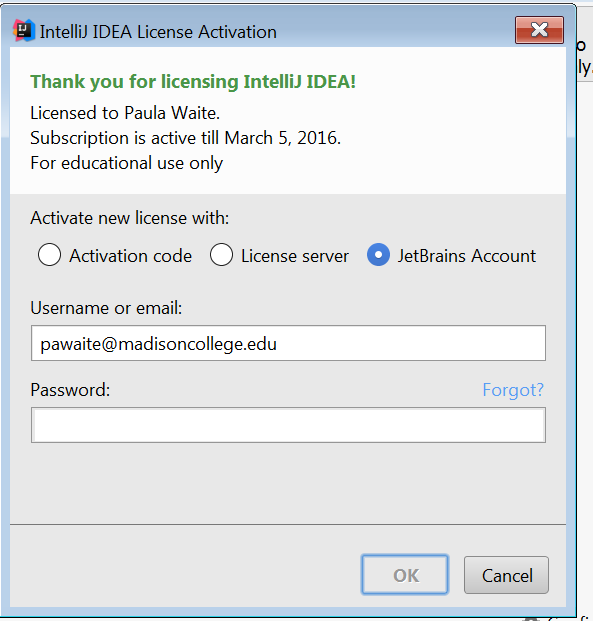 IntelliJ IDEA License Activation
Thank you for licensing IntelliJ IDEA!
Licensed to Paula Waite.
Subscription is active till March 5, 2016.
For educational use only
Activate new license with:
Activation code License server JetBrains Account
Username or email:
pawaite@madisoncollege.edu
Password: Forgot?
OK Cancel